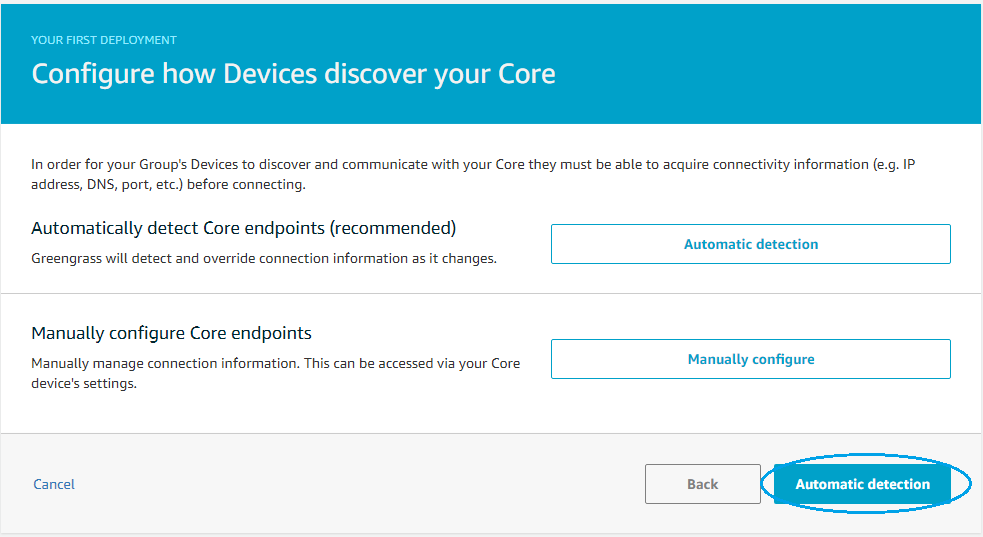 YOUR FIRST DEPLOYMENT
Configure how Devices discover your Core
In order for your Group's Devices to discover and communicate with your Core they must be able to acquire connectivity information (e.g. IP
address, DNS, port, etc.) before connecting.
Automatically detect Core endpoints (recommended)
Greengrass will detect and override connection information as it changes.
Automatic detection
Manually configure Core endpoints
Manually manage connection information. This can be accessed via your Core
device's settings.
Manually configure
Cancel
Back
Automatic detection